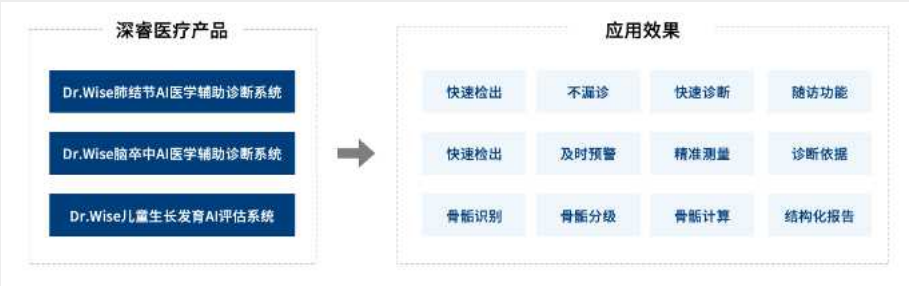 深睿医疗产品
应用效果
Dr.Wise肺结节AI医学辅助诊断系统
快速检出
不漏诊
快速诊断
随访功能
Dr.Wise脑卒中AI医学辅助诊断系统
快速检出
及时预警
精准测量
诊断依据
Dr.Wise儿童生长发育AI评估系统
骨骺识别
骨骺分级
骨骺计算
结构化报告